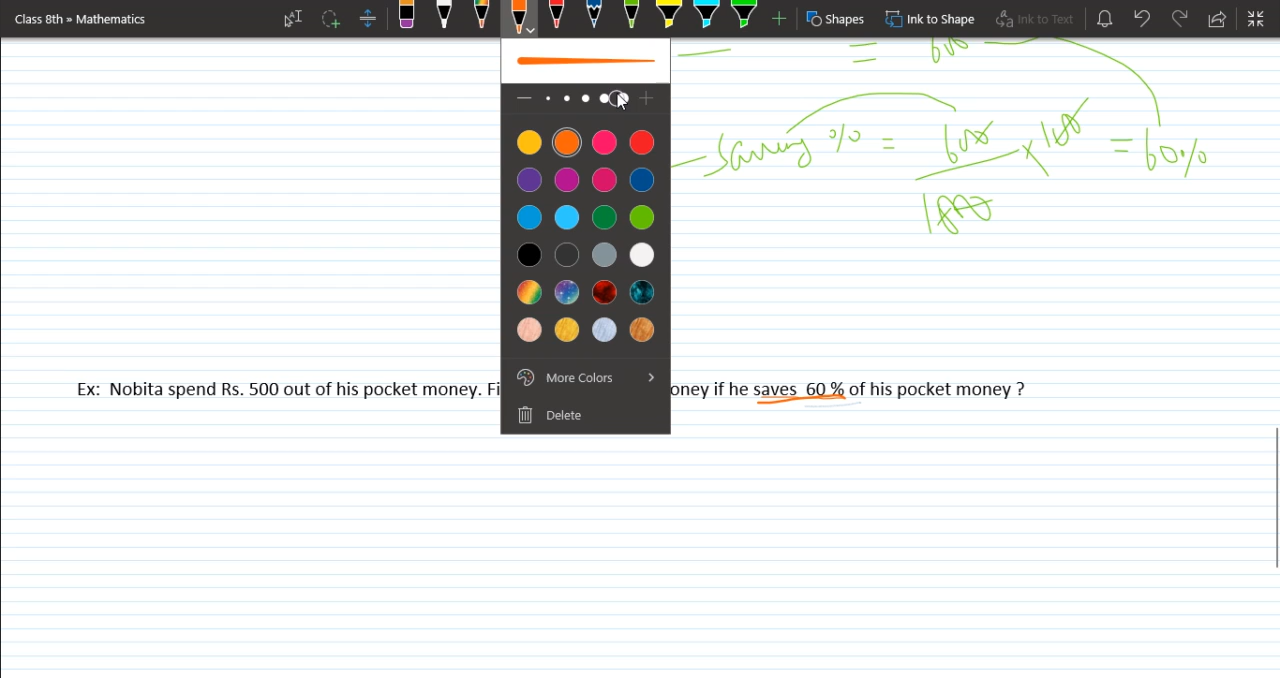 Class 8th » Mathematics
Shapes
Ink to Shape
Ink to Text
= 600
Saving % = 600 × 100 = 60%
1000
Ex: Nobita spend Rs. 500 out of his pocket money. Fi oney if he saves 60 % of his pocket money ?
More Colors
Delete